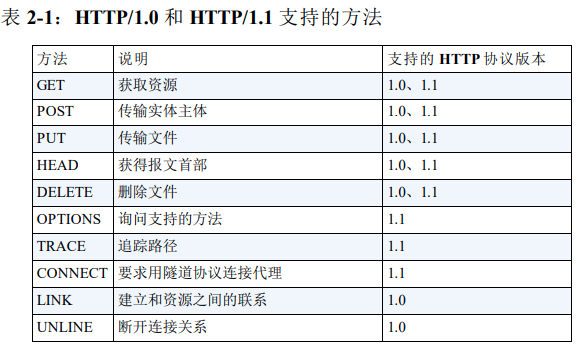 表 2-1：HTTP/1.0 和 HTTP/1.1 支持的方法
方法 说明 支持的 HTTP 协议版本
GET 获取资源 1.0、1.1
POST 传输实体主体 1.0、1.1
PUT 传输文件 1.0、1.1
HEAD 获得报文首部 1.0、1.1
DELETE 删除文件 1.0、1.1
OPTIONS 询问支持的方法 1.1
TRACE 追踪路径 1.1
CONNECT 要求用隧道协议连接代理 1.1
LINK 建立和资源之间的联系 1.0
UNLINE 断开连接关系 1.0